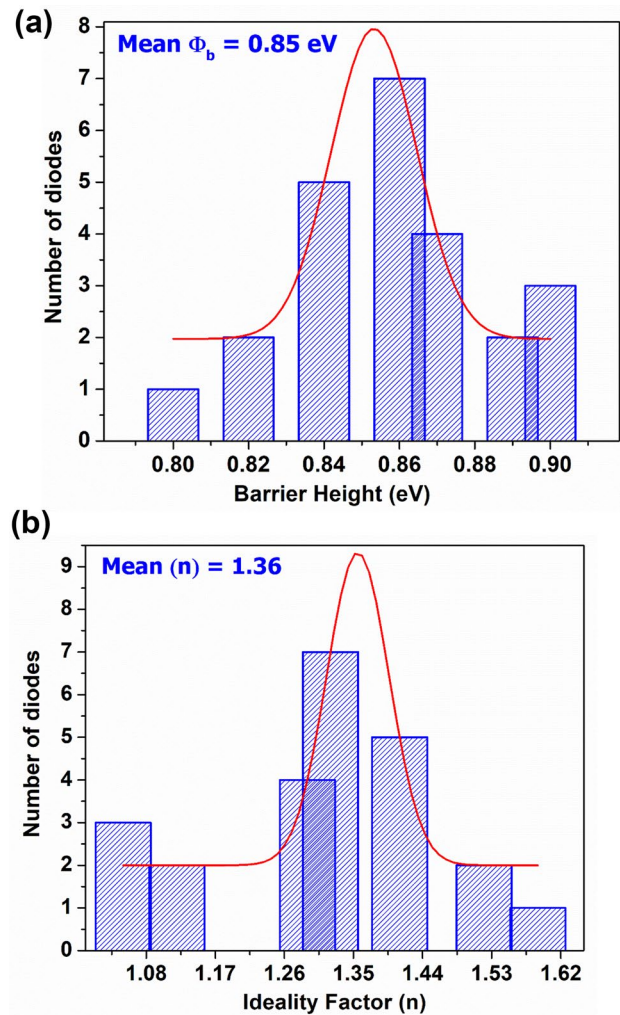 (a)
Mean Φb = 0.85 eV
Number of diodes
8
7
6
5
4
3
2
1
0
0.80 0.82 0.84 0.86 0.88 0.90
Barrier Height (eV)
(b)
Mean (n) = 1.36
Number of diodes
9
8
7
6
5
4
3
2
1
0
1.08 1.17 1.26 1.35 1.44 1.53 1.62
Ideality Factor (n)